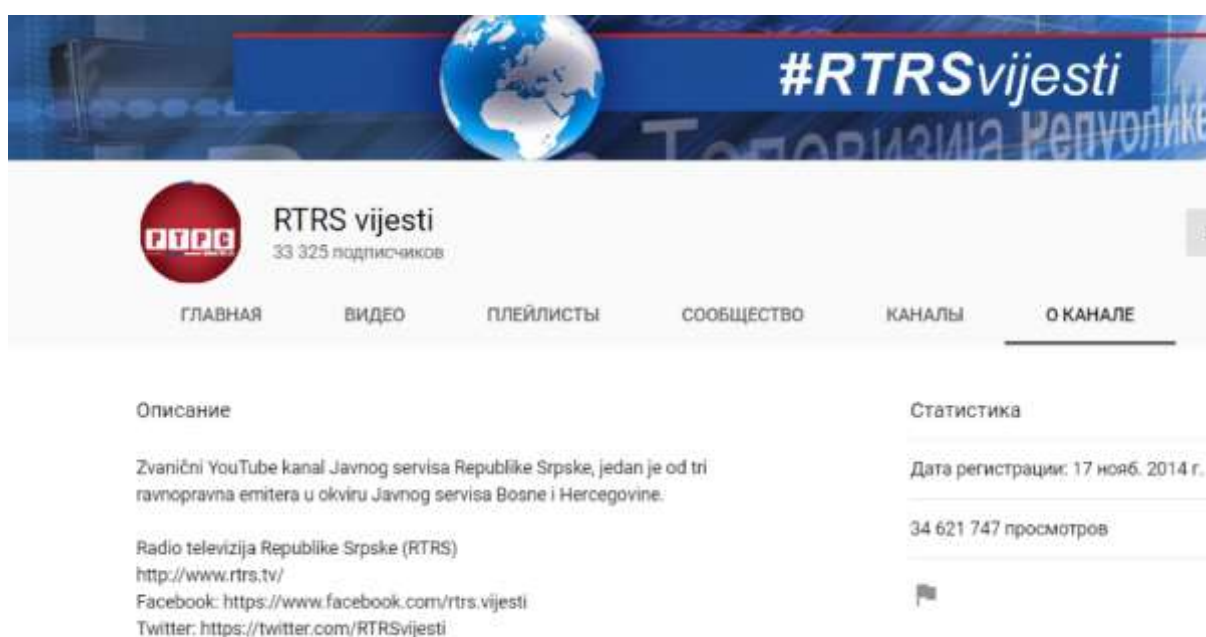 #RTRSvijesti
Телевизија Републике
РТРС
RTRS vijesti
33 325 подписчиков
ГЛАВНАЯ ВИДЕО ПЛЕЙЛИСТЫ СООБЩЕСТВО КАНАЛЫ О КАНАЛЕ
Описание
Zvanični YouTube kanal Javnog servisa Republike Srpske, jedan je od tri
ravnopravna emitera u okviru Javnog servisa Bosne i Hercegovine.
Radio televizija Republike Srpske (RTRS)
http://www.rtrs.tv/
Facebook: https://www.facebook.com/rtrs.vijesti
Twitter: https://twitter.com/RTRSvijesti
Статистика
Дата регистрации: 17 нояб. 2014 г.
34 621 747 просмотров